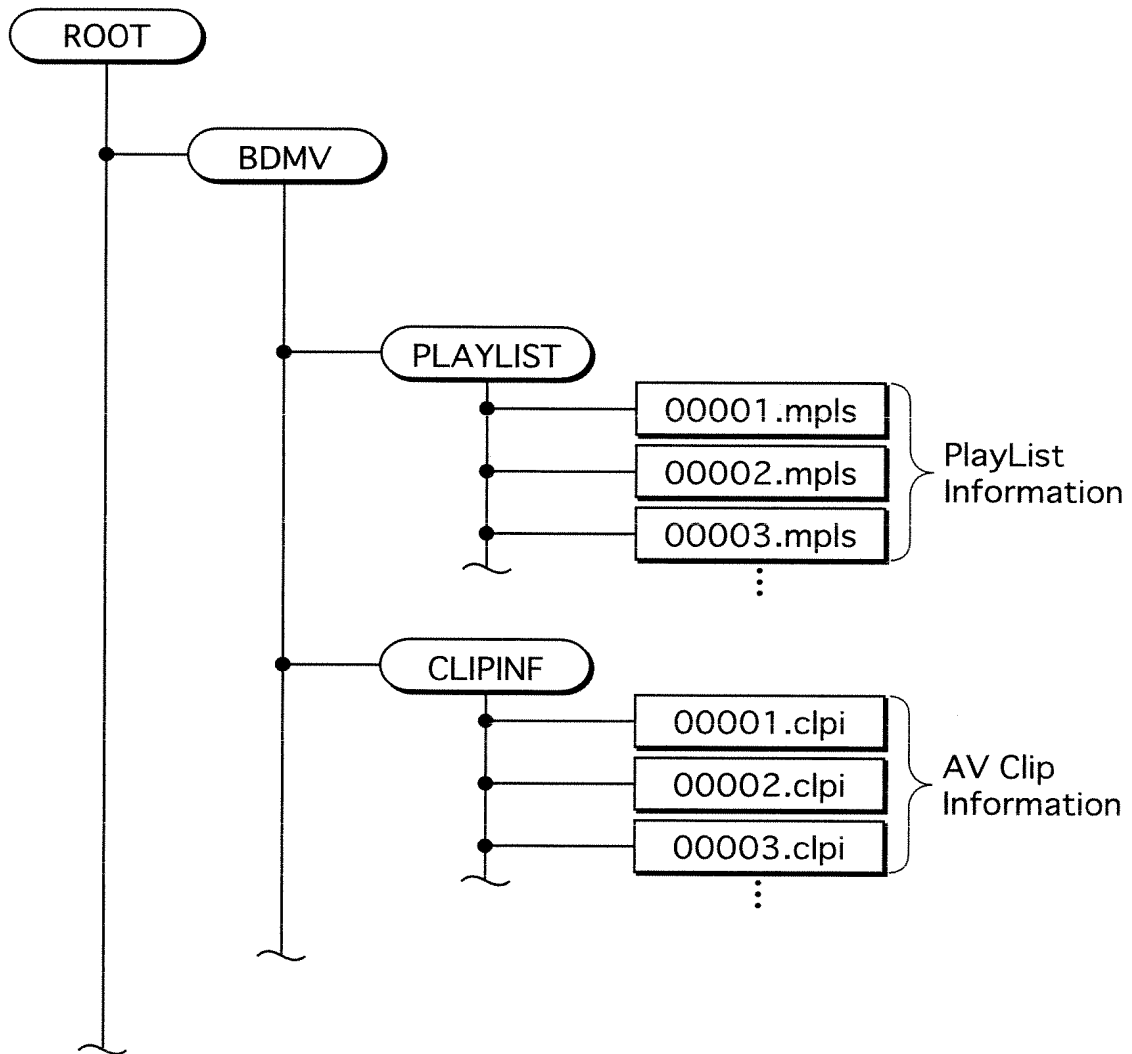 ROOT
BDMV
PLAYLIST
00001.mpls
00002.mpls
00003.mpls
PlayList
Information
CLIPINF
00001.clpi
00002.clpi
00003.clpi
AV Clip
Information